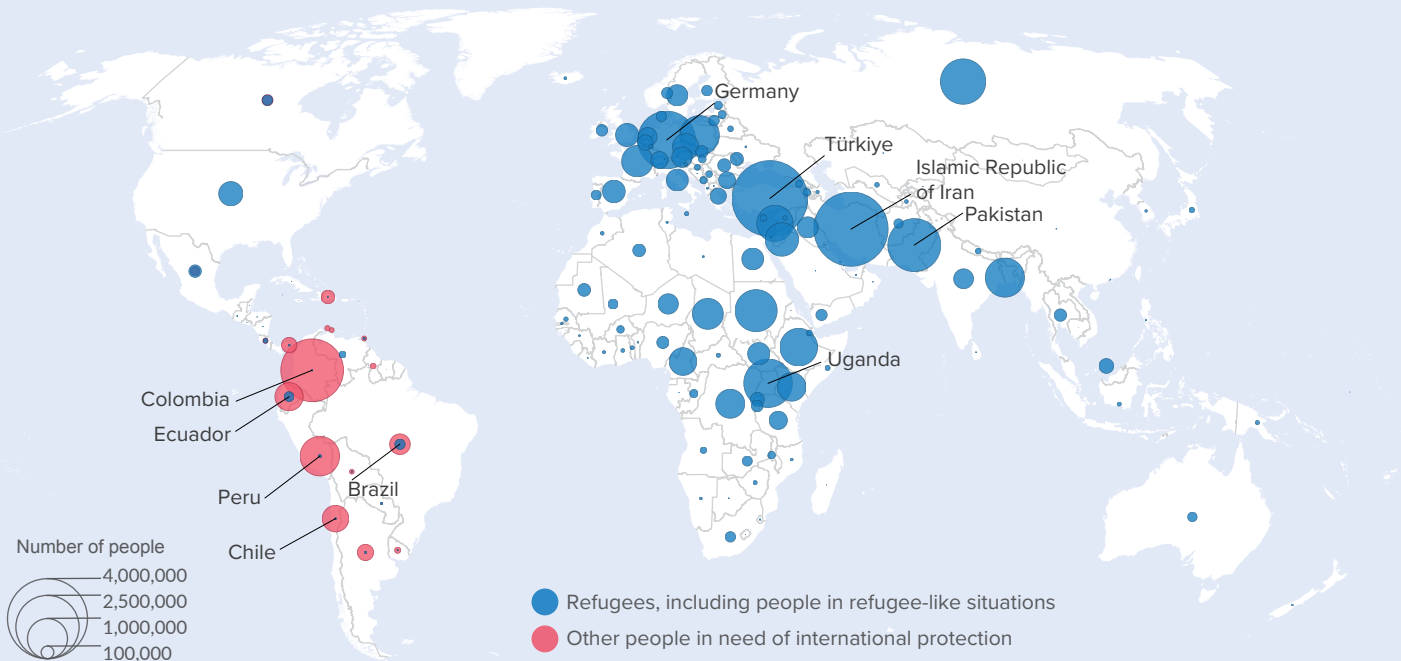 Germany
Türkiye
Islamic Republic
of Iran
Pakistan
Uganda
Colombia
Ecuador
Peru
Brazil
Chile
Number of people
4,000,000
2,500,000
1,000,000
100,000
Refugees, including people in refugee-like situations
Other people in need of international protection